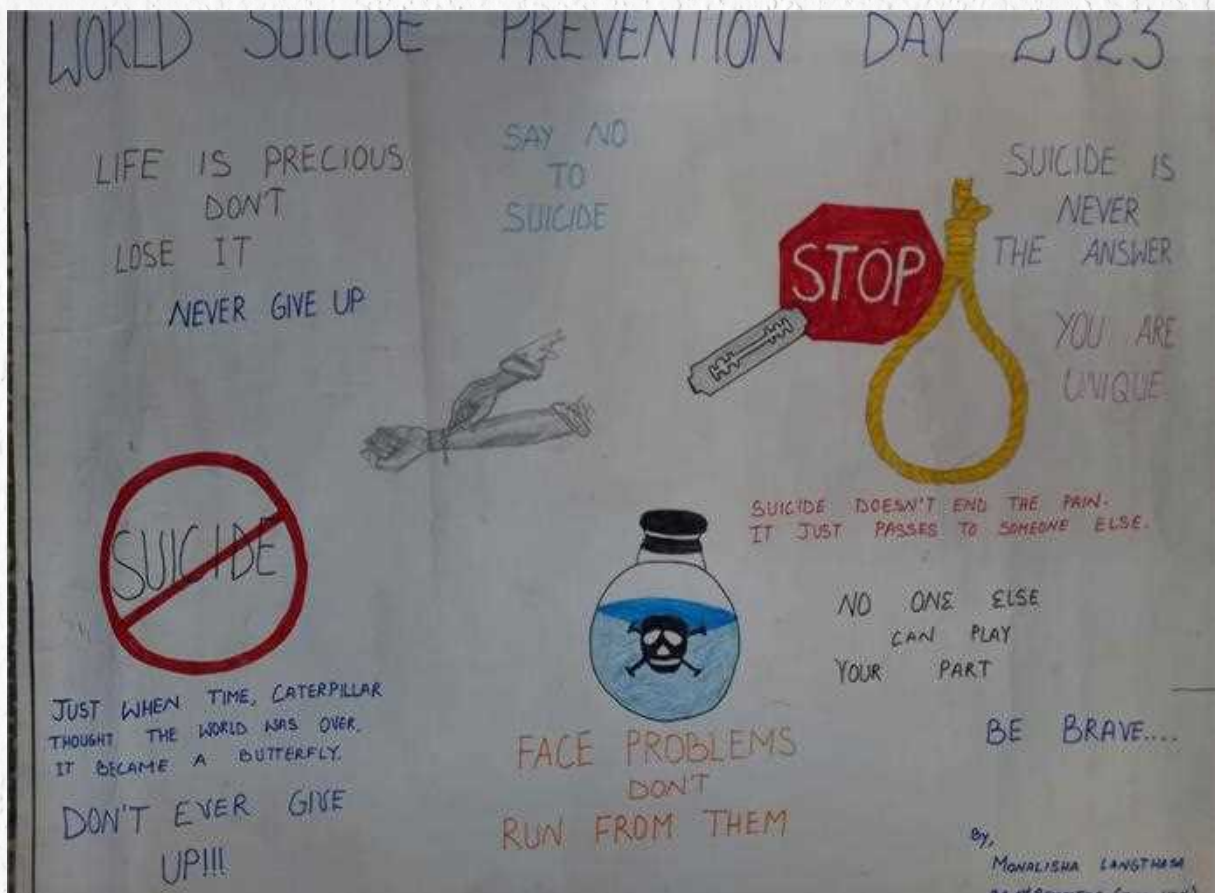 WORLD SUICIDE PREVENTION DAY 2023
LIFE IS PRECIOUS
DON'T
LOSE IT
NEVER GIVE UP
SAY NO
TO
SUICIDE
STOP
SUICIDE IS
NEVER
THE ANSWER
YOU ARE
UNIQUE
SUICIDE
SUICIDE DOESN'T END THE PAIN.
IT JUST PASSES TO SOMEONE ELSE.
NO ONE ELSE
CAN PLAY
YOUR PART
JUST WHEN TIME, CATERPILLAR
THOUGHT THE WORLD WAS OVER.
IT BECAME A BUTTERFLY.
DON'T EVER GIVE
UP!!!
FACE PROBLEMS
DON'T
RUN FROM THEM
BE BRAVE....
By,
MONALISHA LANGTHASA